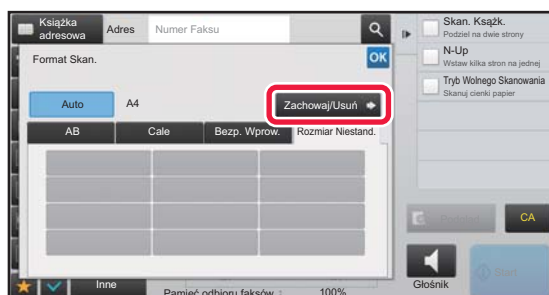 Książka
adresowa
Adres
Numer Faksu
Skan. Ksążk.
Podziel na dwie strony
Format Skan.
OK
N-Up
Wstaw kilka stron na jednej
Tryb Wolnego Skanowania
Skanuj cienki papier
Auto
A4
Zachowaj/Usuń
AB
Cale
Bezp. Wprow.
Rozmiar Niestand.
CA
Start
Inne
Pamięć odbioru faksów
100%
Głośnik